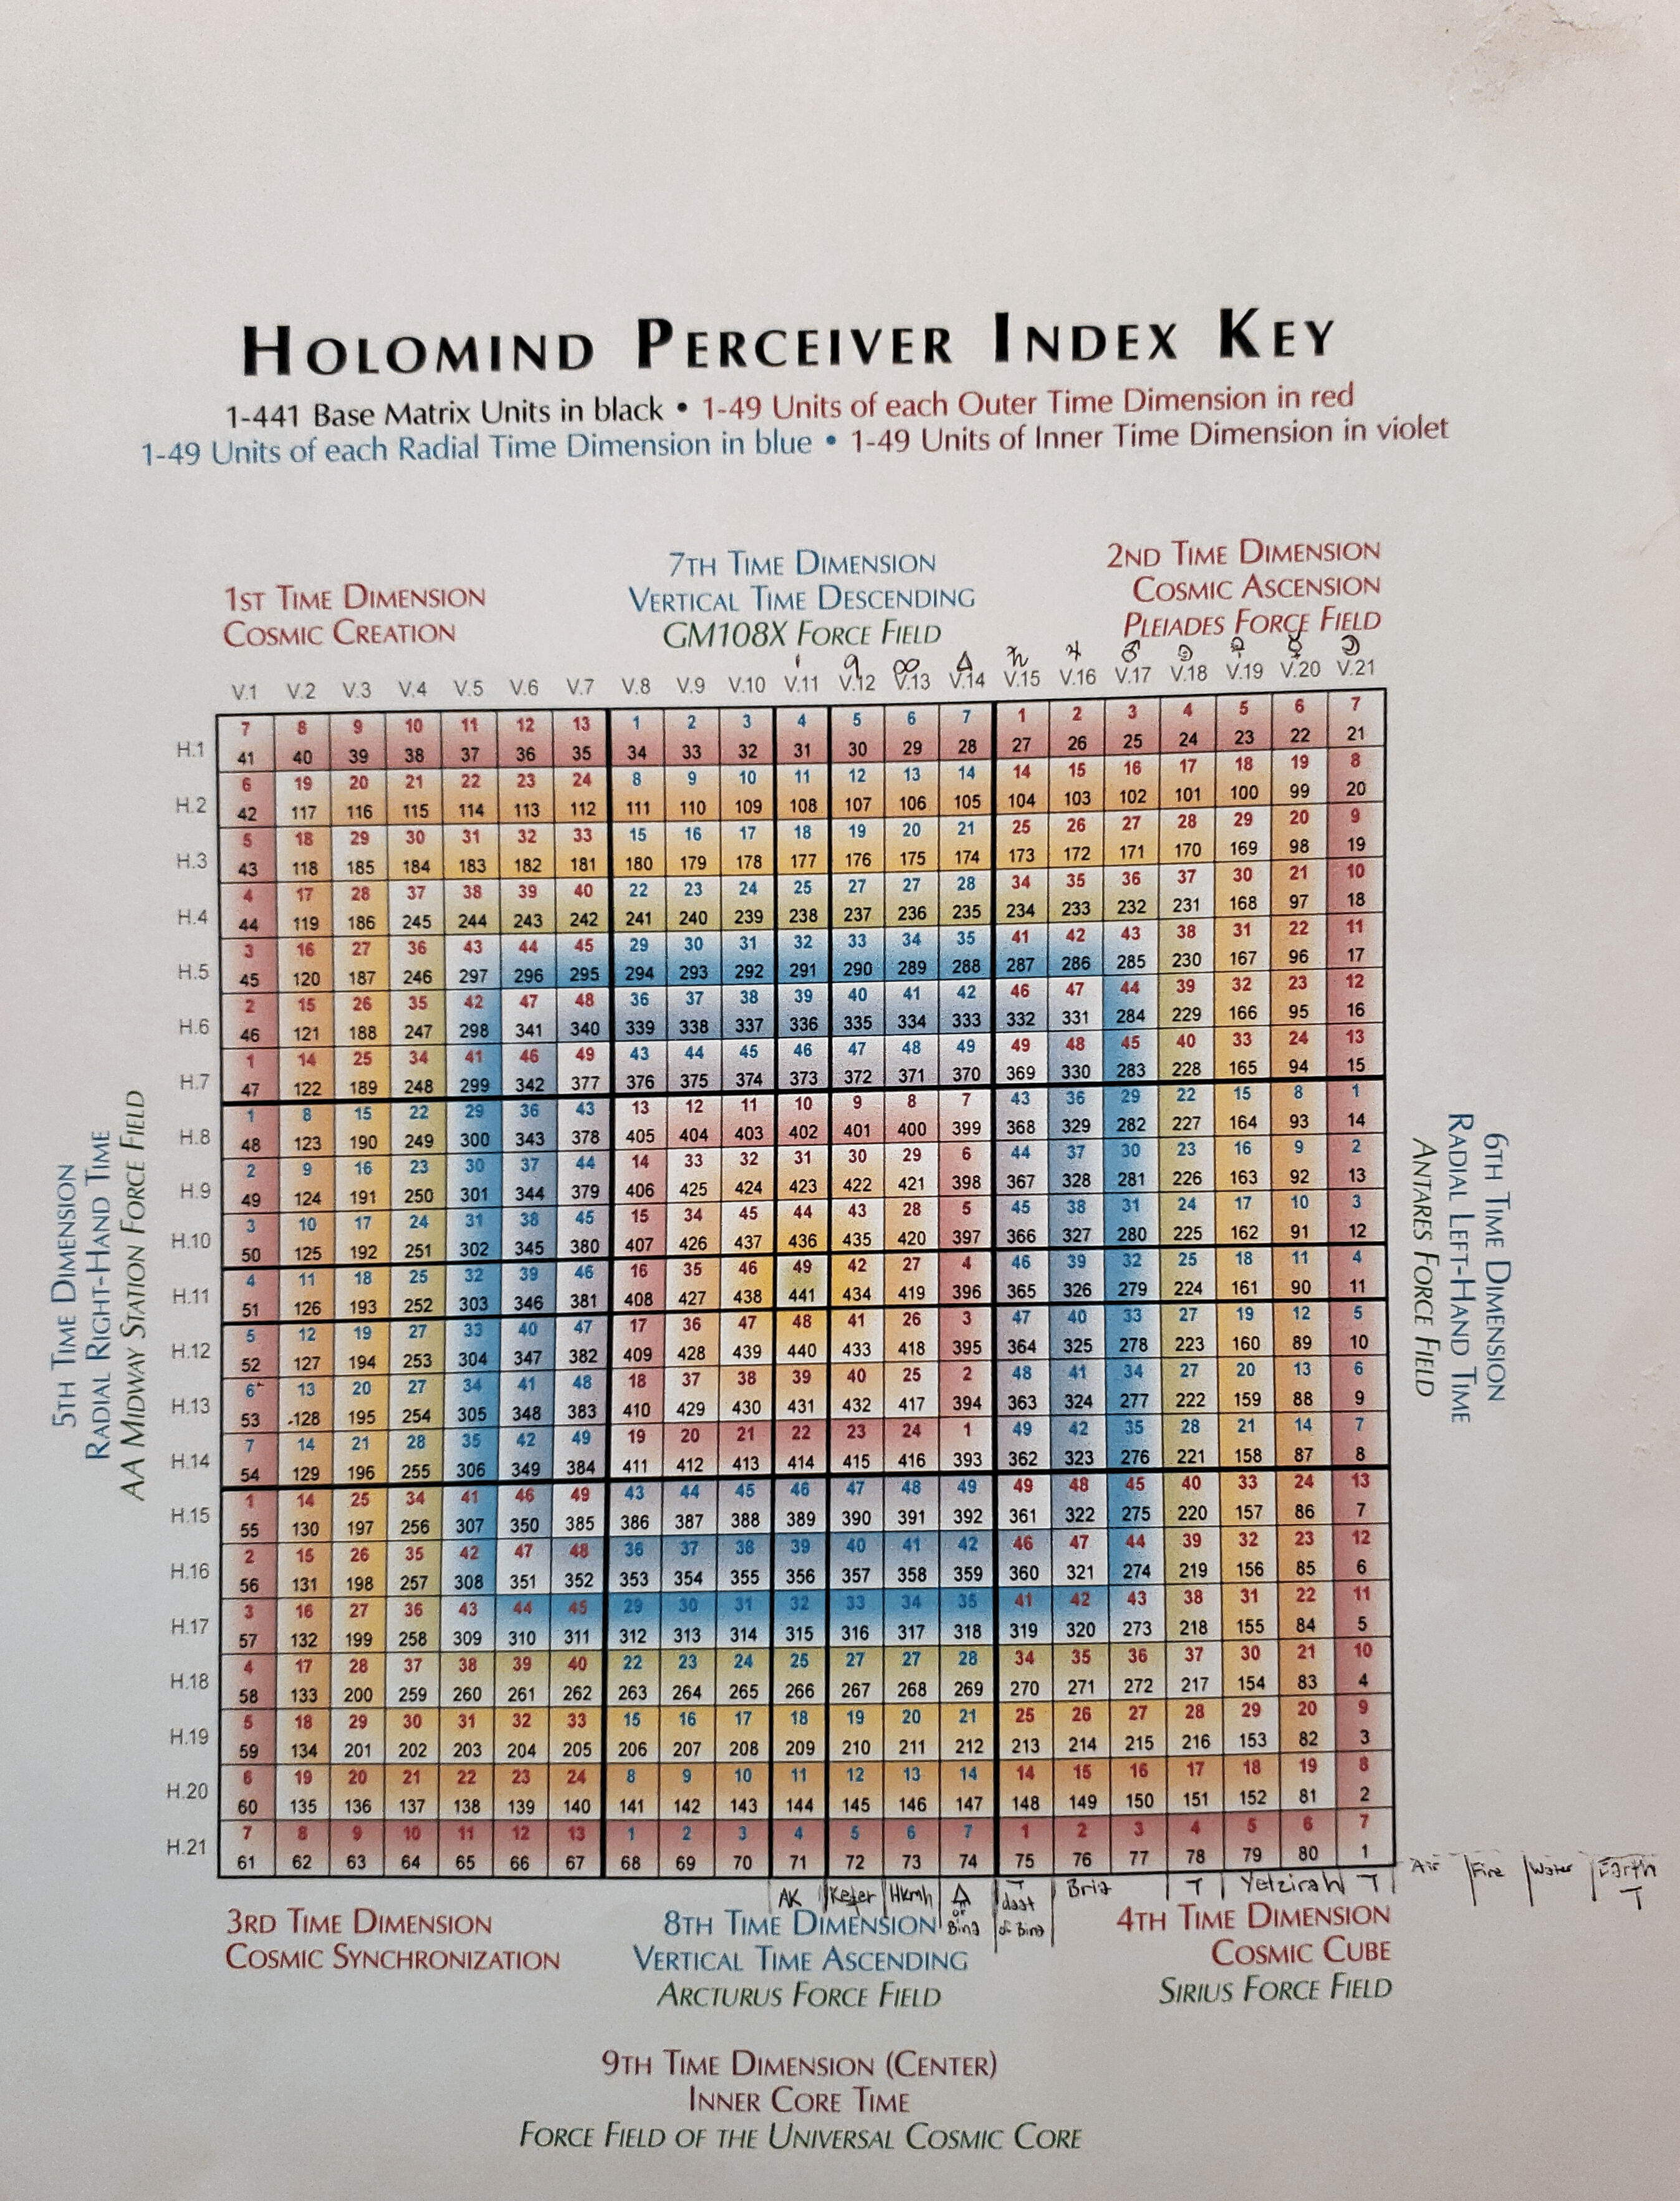 HOLOMIND PERCEIVER INDEX KEY
1-441 Base Matrix Units in black • 1-49 Units of each Outer Time Dimension in red
1-49 Units of each Radial Time Dimension in blue • 1-49 Units of Inner Time Dimension in violet
1ST TIME DIMENSION
COSMIC CREATION
7TH TIME DIMENSION
VERTICAL TIME DESCENDING
GM108X FORCE FIELD
2ND TIME DIMENSION
COSMIC ASCENSION
PLEIADES FORCE FIELD
♄ ♃ ♂ ☉ ♀ ☿ ☽
V.1 V.2 V.3 V.4 V.5 V.6 V.7 V.8 V.9 V.10 V.11 V.12 V.13 V.14 V.15 V.16 V.17 V.18 V.19 V.20 V.21
7 8 9 10 11 12 13 1 2 3 4 5 6 7 1 2 3 4 5 6 7
H.1 41 40 39 38 37 36 35 34 33 32 31 30 29 28 27 26 25 24 23 22 21
6 19 20 21 22 23 24 8 9 10 11 12 13 14 14 15 16 17 18 19 8
H.2 42 117 116 115 114 113 112 111 110 109 108 107 106 105 104 103 102 101 100 99 20
5 18 29 30 31 32 33 15 16 17 18 19 20 21 25 26 27 28 29 20 9
H.3 43 118 185 184 183 182 181 180 179 178 177 176 175 174 173 172 171 170 169 98 19
4 17 28 37 38 39 40 22 23 24 25 27 27 28 34 35 36 37 30 21 10
H.4 44 119 186 245 244 243 242 241 240 239 238 237 236 235 234 233 232 231 168 97 18
3 16 27 36 43 44 45 29 30 31 32 33 34 35 41 42 43 38 31 22 11
H.5 45 120 187 246 297 296 295 294 293 292 291 290 289 288 287 286 285 230 167 96 17
2 15 26 35 42 47 48 36 37 38 39 40 41 42 46 47 44 39 32 23 12
H.6 46 121 188 247 298 341 340 339 338 337 336 335 334 333 332 331 284 229 166 95 16
1 14 25 34 41 46 49 43 44 45 46 47 48 49 49 48 45 40 33 24 13
H.7 47 122 189 248 299 342 377 376 375 374 373 372 371 370 369 330 283 228 165 94 15
1 8 15 22 29 36 43 13 12 11 10 9 8 7 43 36 29 22 15 8 1
H.8 48 123 190 249 300 343 378 405 404 403 402 401 400 399 368 329 282 227 164 93 14
2 9 16 23 30 37 44 14 33 32 31 30 29 6 44 37 30 23 16 9 2
H.9 49 124 191 250 301 344 379 406 425 424 423 422 421 398 367 328 281 226 163 92 13
3 10 17 24 31 38 45 15 34 45 44 43 28 5 45 38 31 24 17 10 3
H.10 50 125 192 251 302 345 380 407 426 437 436 435 420 397 366 327 280 225 162 91 12
4 11 18 25 32 39 46 16 35 46 49 42 27 4 46 39 32 25 18 11 4
H.11 51 126 193 252 303 346 381 408 427 438 441 434 419 396 365 326 279 224 161 90 11
5 12 19 27 33 40 47 17 36 47 48 41 26 3 47 40 33 27 19 12 5
H.12 52 127 194 253 304 347 382 409 428 439 440 433 418 395 364 325 278 223 160 89 10
6 13 20 27 34 41 48 18 37 38 39 40 25 2 48 41 34 27 20 13 6
H.13 53 128 195 254 305 348 383 410 429 430 431 432 417 394 363 324 277 222 159 88 9
7 14 21 28 35 42 49 19 20 21 22 23 24 1 49 42 35 28 21 14 7
H.14 54 129 196 255 306 349 384 411 412 413 414 415 416 393 362 323 276 221 158 87 8
1 14 25 34 41 46 49 43 44 45 46 47 48 49 49 48 45 40 33 24 13
H.15 55 130 197 256 307 350 385 386 387 388 389 390 391 392 361 322 275 220 157 86 7
2 15 26 35 42 47 48 36 37 38 39 40 41 42 46 47 44 39 32 23 12
H.16 56 131 198 257 308 351 352 353 354 355 356 357 358 359 360 321 274 219 156 85 6
3 16 27 36 43 44 45 29 30 31 32 33 34 35 41 42 43 38 31 22 11
H.17 57 132 199 258 309 310 311 312 313 314 315 316 317 318 319 320 273 218 155 84 5
4 17 28 37 38 39 40 22 23 24 25 27 27 28 34 35 36 37 30 21 10
H.18 58 133 200 259 260 261 262 263 264 265 266 267 268 269 270 271 272 217 154 83 4
5 18 29 30 31 32 33 15 16 17 18 19 20 21 25 26 27 28 29 20 9
H.19 59 134 201 202 203 204 205 206 207 208 209 210 211 212 213 214 215 216 153 82 3
6 19 20 21 22 23 24 8 9 10 11 12 13 14 14 15 16 17 18 19 8
H.20 60 135 136 137 138 139 140 141 142 143 144 145 146 147 148 149 150 151 152 81 2
7 8 9 10 11 12 13 1 2 3 4 5 6 7 1 2 3 4 5 6 7
H.21 61 62 63 64 65 66 67 68 69 70 71 72 73 74 75 76 77 78 79 80 1
5TH TIME DIMENSION
RADIAL RIGHT-HAND TIME
AA MIDWAY STATION FORCE FIELD
6TH TIME DIMENSION
RADIAL LEFT-HAND TIME
ANTARES FORCE FIELD
Air Fire Water Earth
T
AK Keter Hkmh Bria T Yetzirah T
or Bina
T daat of Bina
3RD TIME DIMENSION
COSMIC SYNCHRONIZATION
8TH TIME DIMENSION
VERTICAL TIME ASCENDING
ARCTURUS FORCE FIELD
4TH TIME DIMENSION
COSMIC CUBE
SIRIUS FORCE FIELD
9TH TIME DIMENSION (CENTER)
INNER CORE TIME
FORCE FIELD OF THE UNIVERSAL COSMIC CORE